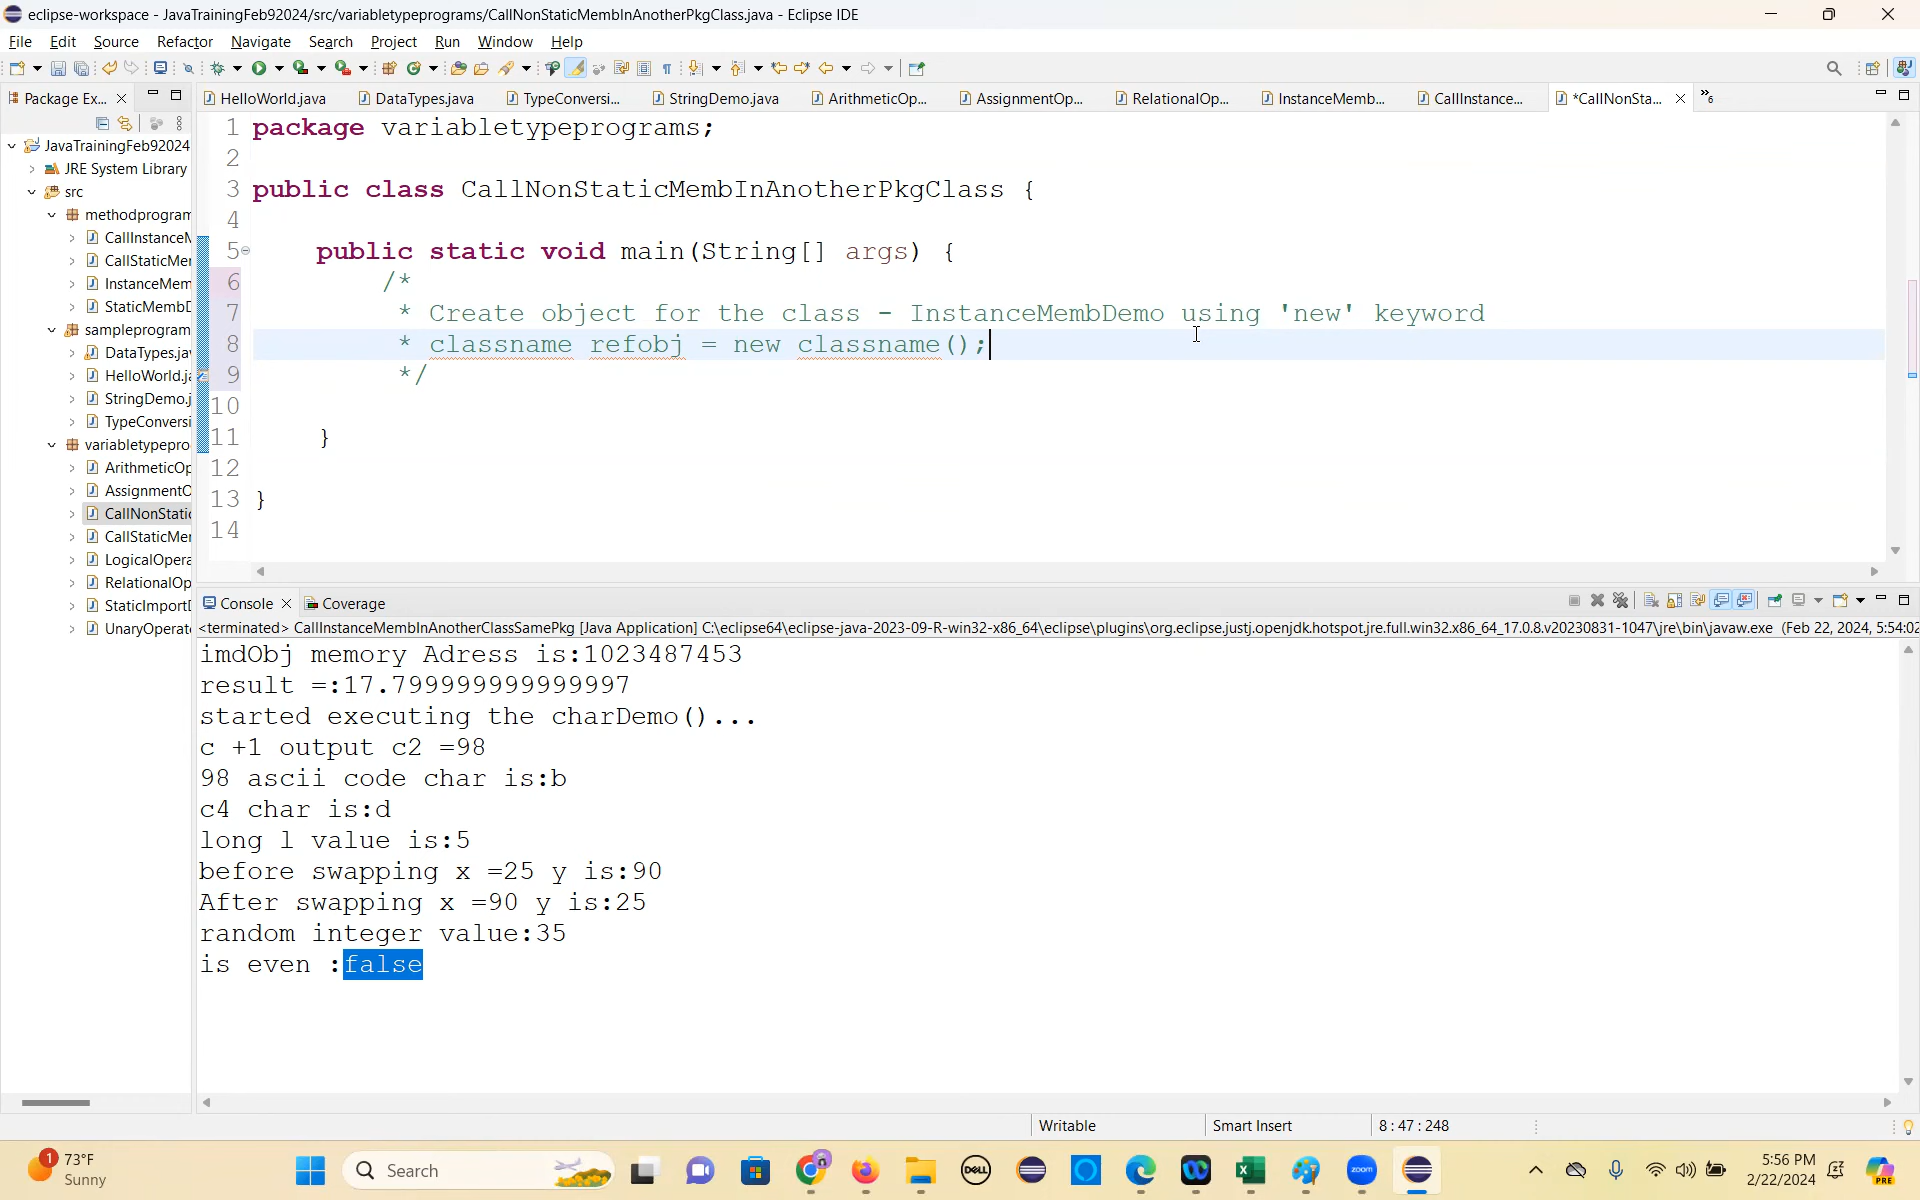 eclipse-workspace - JavaTrainingFeb92024/src/variabletypeprograms/CallNonStaticMembInAnotherPkgClass.java - Eclipse IDE
File Edit Source Refactor Navigate Search Project Run Window Help
Package Ex...
HelloWorld.java DataTypes.java TypeConversi... StringDemo.java ArithmeticOp... AssignmentOp... RelationalOp... InstanceMemb... CallInstance... *CallNonSta... »6
JavaTrainingFeb92024
JRE System Library
src
methodprogram
CallInstanceM
CallStaticMer
InstanceMem
StaticMembD
sampleprogram
DataTypes.ja
HelloWorld.ja
StringDemo.j
TypeConversi
variabletypepro
ArithmeticOp
AssignmentO
CallNonStatic
CallStaticMer
LogicalOpera
RelationalOp
StaticImportD
UnaryOperato
1 package variabletypeprograms;
2
3 public class CallNonStaticMembInAnotherPkgClass {
4
5 public static void main(String[] args) {
6 /*
7 * Create object for the class - InstanceMembDemo using 'new' keyword
8 * classname refobj = new classname();
9 */
10
11 }
12
13 }
14
Console Coverage
<terminated> CallInstanceMembInAnotherClassSamePkg [Java Application] C:\eclipse64\eclipse-java-2023-09-R-win32-x86_64\eclipse\plugins\org.eclipse.justj.openjdk.hotspot.jre.full.win32.x86_64_17.0.8.v20230831-1047\jre\bin\javaw.exe (Feb 22, 2024, 5:54:02
imdObj memory Adress is:1023487453
result =:17.799999999999997
started executing the charDemo()...
c +1 output c2 =98
98 ascii code char is:b
c4 char is:d
long l value is:5
before swapping x =25 y is:90
After swapping x =90 y is:25
random integer value:35
is even :false
Writable Smart Insert 8 : 47 : 248
1 73°F
Sunny
Search
DELL
zoom
PRE
5:56 PM
2/22/2024